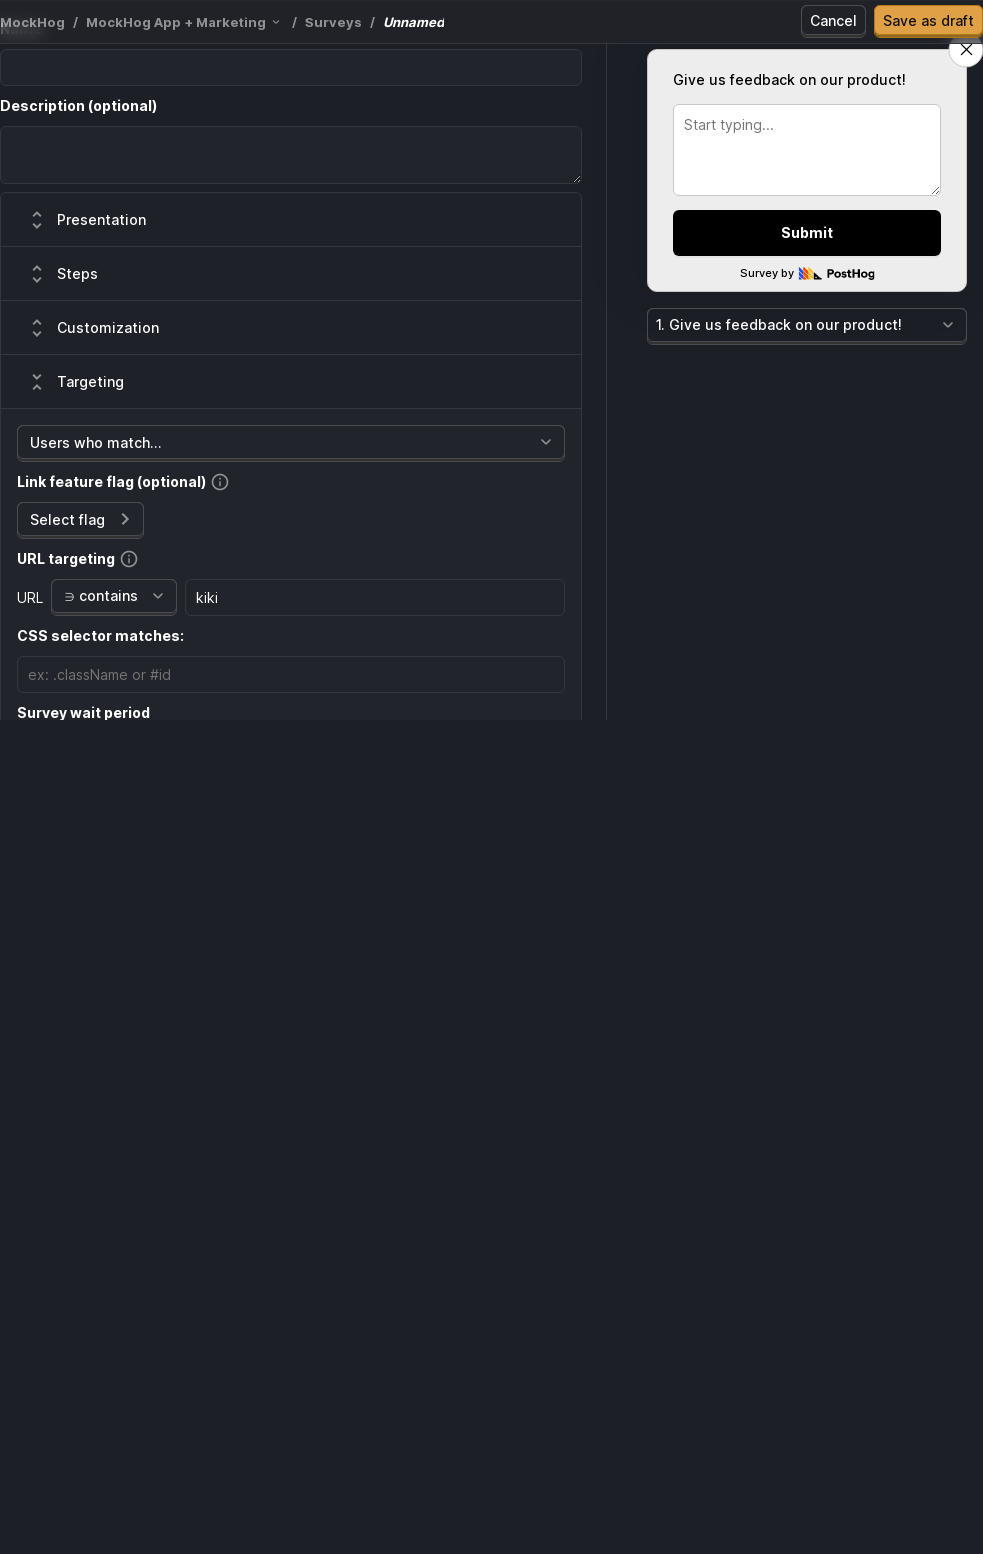 MockHog / MockHog App + Marketing / Surveys / Unnamed
Cancel
Save as draft
Description (optional)
Presentation
Steps
Customization
Targeting
Users who match...
Link feature flag (optional)
Select flag
URL targeting
URL
∋ contains
kiki
CSS selector matches:
ex: .className or #id
Survey wait period
Give us feedback on our product!
Start typing...
Submit
Survey by PostHog
1. Give us feedback on our product!